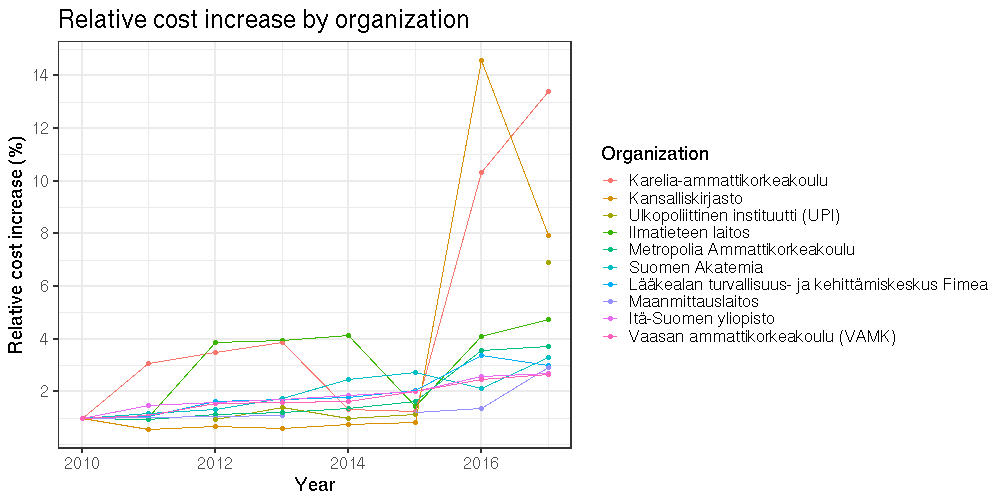 Relative cost increase by organization
Relative cost increase (%)
14
12
10
8
6
4
2
2010
2012
2014
2016
Year
Organization
Karelia-ammattikorkeakoulu
Kansalliskirjasto
Ulkopoliittinen instituutti (UPI)
Ilmatieteen laitos
Metropolia Ammattikorkeakoulu
Suomen Akatemia
Lääkealan turvallisuus- ja kehittämiskeskus Fimea
Maanmittauslaitos
Itä-Suomen yliopisto
Vaasan ammattikorkeakoulu (VAMK)